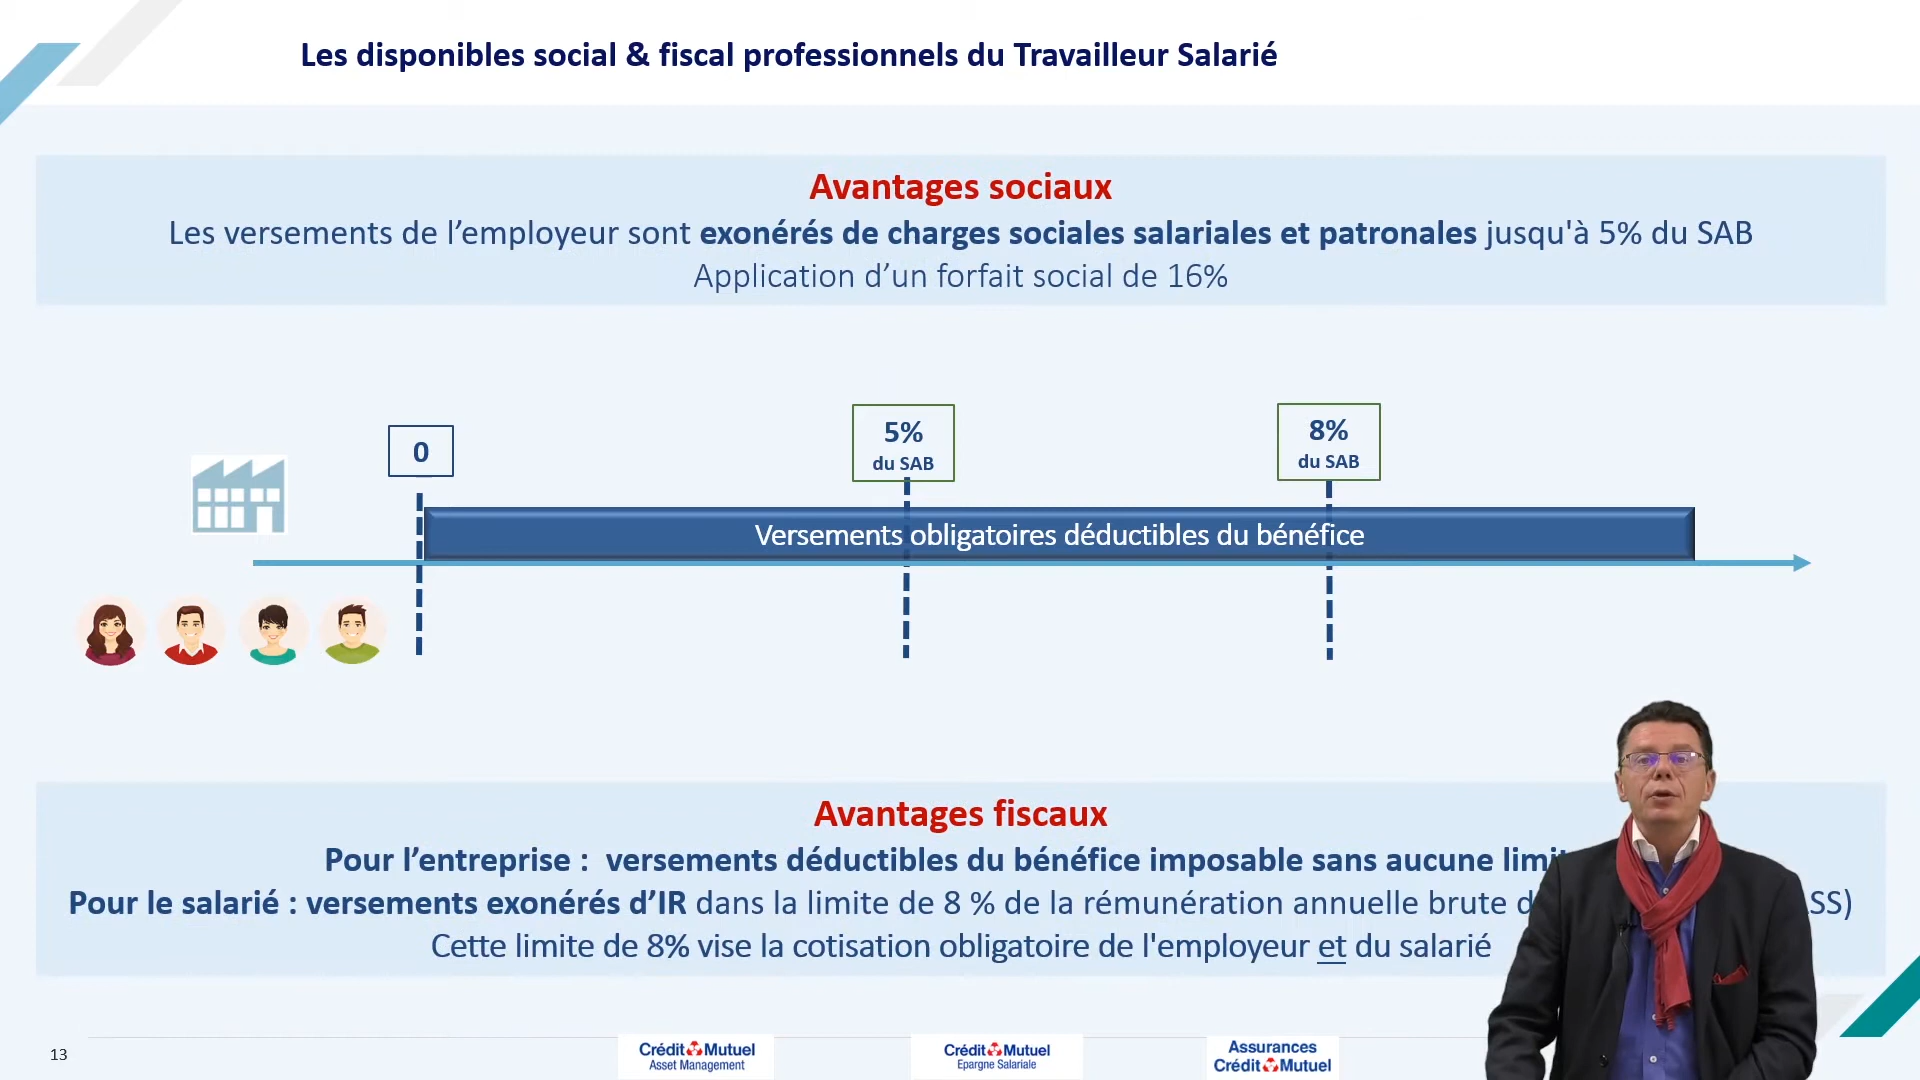 Les disponibles social & fiscal professionnels du Travailleur Salarié
Avantages sociaux
Les versements de l’employeur sont exonérés de charges sociales salariales et patronales jusqu'à 5% du SAB
Application d’un forfait social de 16%
0
5%
du SAB
8%
du SAB
Versements obligatoires déductibles du bénéfice
Avantages fiscaux
Pour l’entreprise : versements déductibles du bénéfice imposable sans aucune
Pour le salarié : versements exonérés d’IR dans la limite de 8 % de la rémunération annuelle brute
Cette limite de 8% vise la cotisation obligatoire de l'employeur et du salarié
13
Crédit Mutuel
Asset Management
Crédit Mutuel
Epargne Salariale
Assurances
Crédit Mutuel